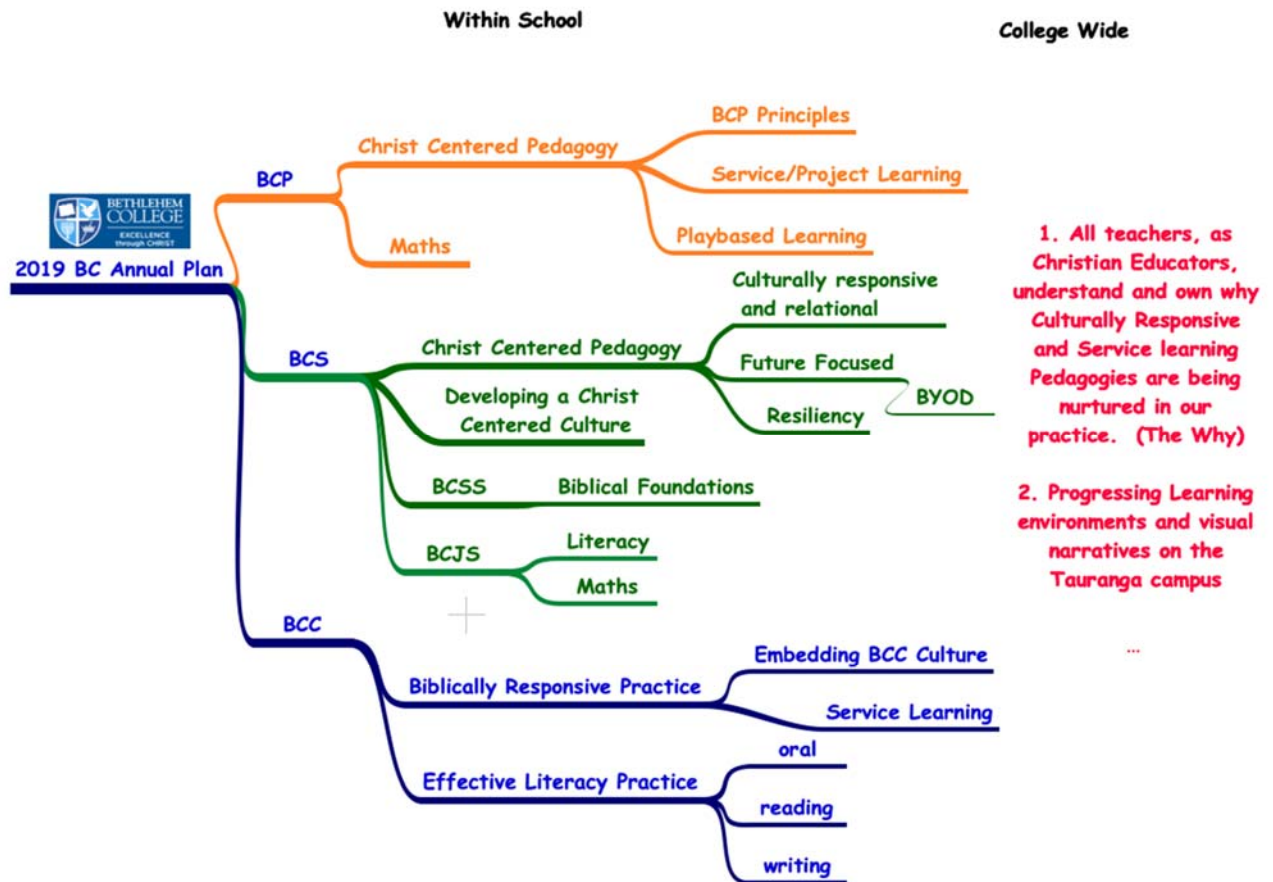 Within School
College Wide
BCP Principles
Christ Centered Pedagogy
Service/Project Learning
BCP
Playbased Learning
Maths
BETHLEHEM
COLLEGE
EXCELLENCE
through CHRIST
2019 BC Annual Plan
Culturally responsive
and relational
Christ Centered Pedagogy
Future Focused
BYOD
Resiliency
BCS
Developing a Christ
Centered Culture
BCSS
Biblical Foundations
BCJS
Literacy
Maths
BCC
Embedding BCC Culture
Biblically Responsive Practice
Service Learning
oral
Effective Literacy Practice
reading
writing
1. All teachers, as
Christian Educators,
understand and own why
Culturally Responsive
and Service learning
Pedagogies are being
nurtured in our
practice. (The Why)
2. Progressing Learning
environments and visual
narratives on the
Tauranga campus
...